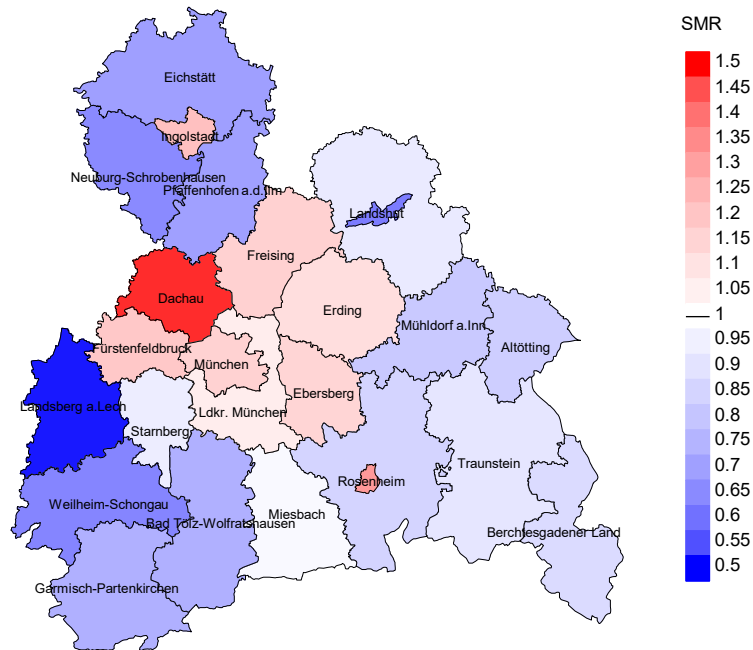 SMR
1.5
1.45
1.4
1.35
1.3
1.25
1.2
1.15
1.1
1.05
1
0.95
0.9
0.85
0.8
0.75
0.7
0.65
0.6
0.55
0.5
Eichstätt
Ingolstadt
Neuburg-Schrobenhausen
Pfaffenhofen a.d.Ilm
Landshut
Freising
Dachau
Erding
Mühldorf a.Inn
Altötting
Fürstenfeldbruck
München
Ebersberg
Landsberg a.Lech
Ldkr. München
Starnberg
Traunstein
Rosenheim
Weilheim-Schongau
Miesbach
Bad Tölz-Wolfratshausen
Berchtesgadener Land
Garmisch-Partenkirchen